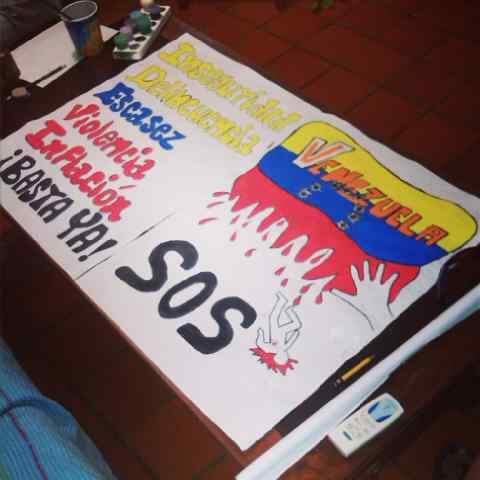 Inseguridad
Delincuencia
Escasez
Violencia
Inflación
¡BASTA YA!
VENEZUELA
SOS